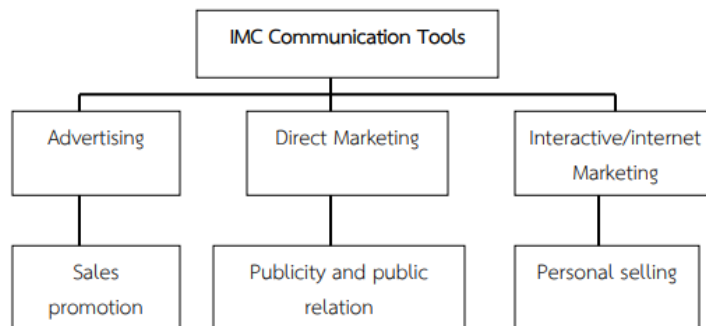 IMC Communication Tools
Advertising
Direct Marketing
Interactive/internet
Marketing
Sales
promotion
Publicity and public
relation
Personal selling